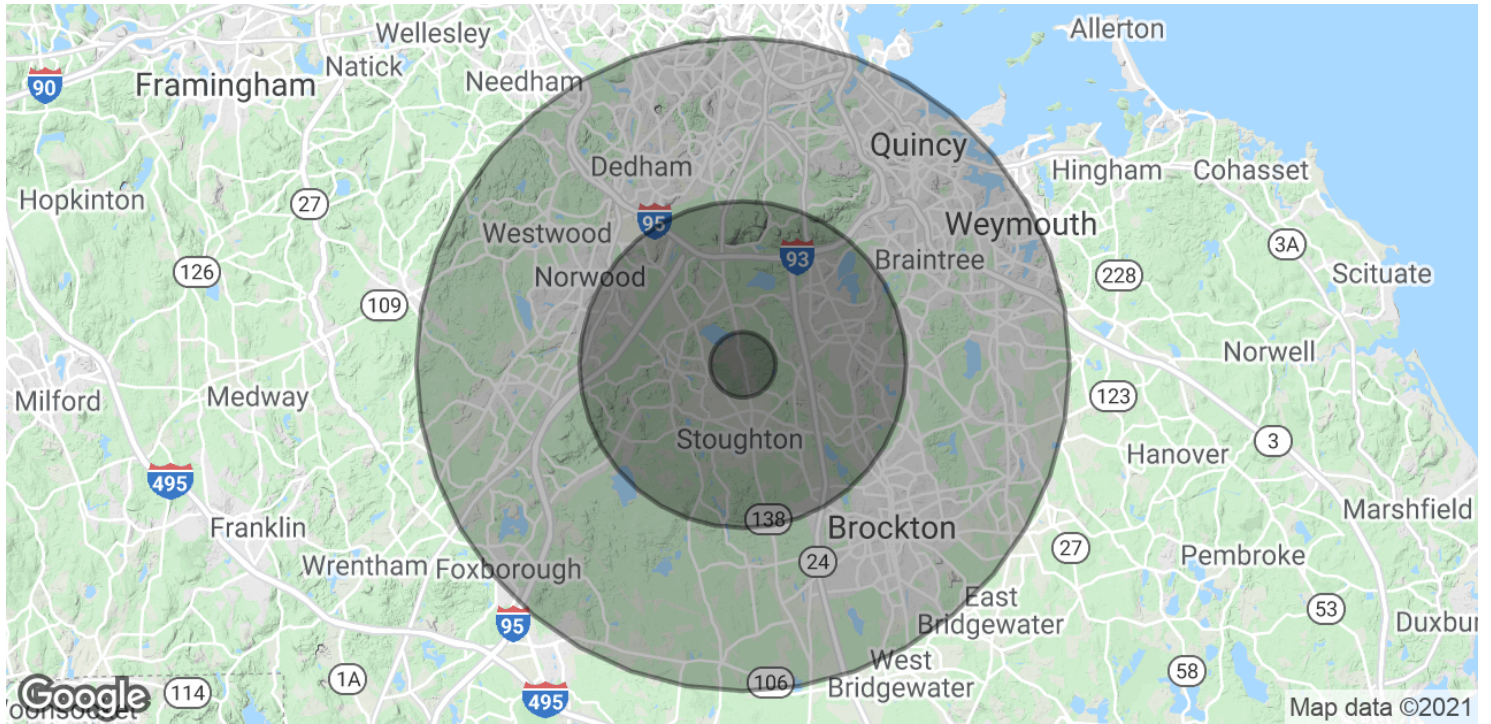 Allerton
Wellesley
Natick
Needham
90
Framingham
Quincy
Dedham
Hingham
Cohasset
Hopkinton
27
95
Weymouth
Westwood
3A
93
Braintree
126
Norwood
228
Scituate
109
Norwell
Milford
Medway
123
Stoughton
3
Hanover
495
Marshfield
138
Franklin
Brockton
27
Pembroke
24
Wrentham
Foxborough
East
Bridgewater
53
95
Duxbur
West
Bridgewater
58
106
1A
114
495
Google
oonsocket
Map data ©2021